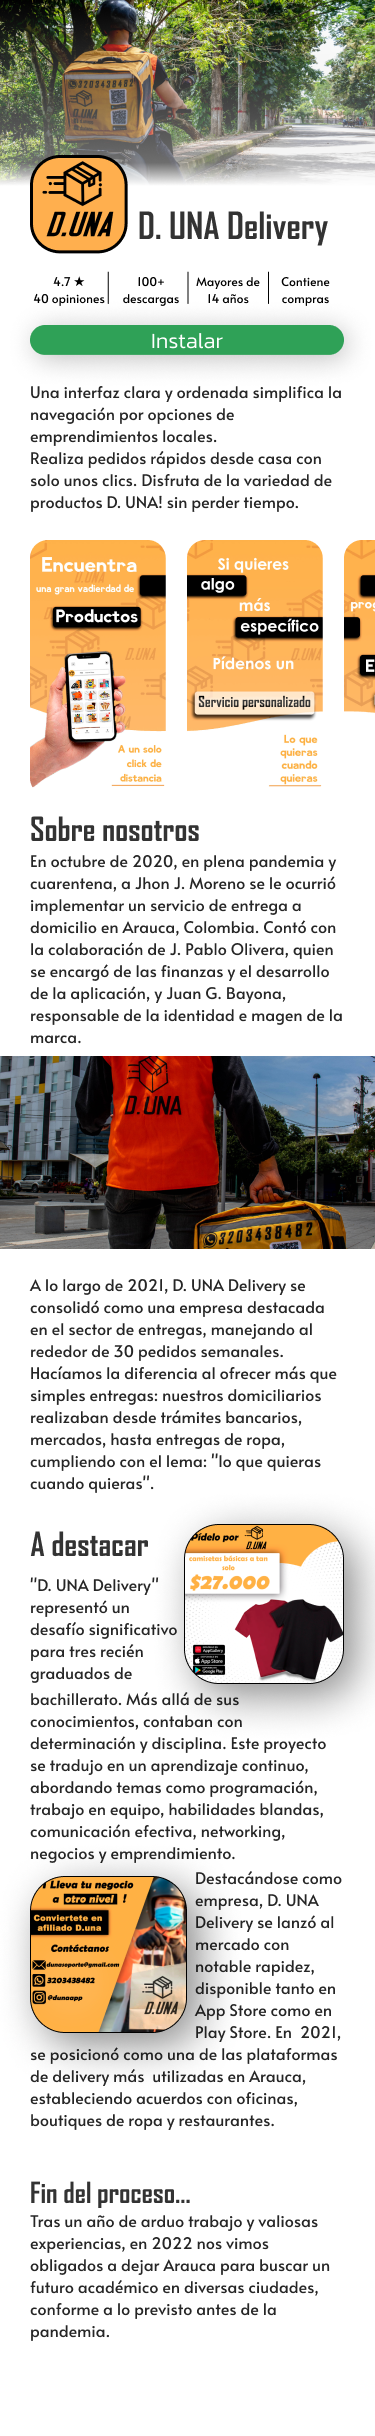 3203438482
D.UNA
D.UNA
D. UNA Delivery
4.7 ★
40 opiniones
100+
descargas
Mayores de
14 años
Contiene
compras
Instalar
Una interfaz clara y ordenada simplifica la
navegación por opciones de
emprendimientos locales.
Realiza pedidos rápidos desde casa con
solo unos clics. Disfruta de la variedad de
productos D. UNA! sin perder tiempo.
Encuentra
una gran vadierdad de
Productos
A un solo
click de
distancia
Si quieres
algo
más
específico
Pídenos un
Servicio personalizado
Lo que
quieras
cuando
quieras
Sobre nosotros
En octubre de 2020, en plena pandemia y
cuarentena, a Jhon J. Moreno se le ocurrió
implementar un servicio de entrega a
domicilio en Arauca, Colombia. Contó con
la colaboración de J. Pablo Olivera, quien
se encargó de las finanzas y el desarrollo
de la aplicación, y Juan G. Bayona,
responsable de la identidad e magen de la
marca.
D.UNA
3203438482
A lo largo de 2021, D. UNA Delivery se
consolidó como una empresa destacada
en el sector de entregas, manejando al
rededor de 30 pedidos semanales.
Hacíamos la diferencia al ofrecer más que
simples entregas: nuestros domiciliarios
realizaban desde trámites bancarios,
mercados, hasta entregas de ropa,
cumpliendo con el lema: "lo que quieras
cuando quieras".
A destacar
"D. UNA Delivery"
representó un
desafío significativo
para tres recién
graduados de
Pídelo por
D.UNA
camisetas básicas a tan
solo
$27.000
AppGallery
App Store
Google Play
bachillerato. Más allá de sus
conocimientos, contaban con
determinación y disciplina. Este proyecto
se tradujo en un aprendizaje continuo,
abordando temas como programación,
trabajo en equipo, habilidades blandas,
comunicación efectiva, networking,
negocios y emprendimiento.
¡ Lleva tu negocio
a otro nivel !
Conviertete en
afiliado D.una
Contáctanos
dunasoporte@gmail.com
3203438482
@dunaapp
D.UNA
Destacándose como
empresa, D. UNA
Delivery se lanzó al
mercado con
notable rapidez,
disponible tanto en
App Store como en
Play Store. En 2021,
se posicionó como una de las plataformas
de delivery más utilizadas en Arauca,
estableciendo acuerdos con oficinas,
boutiques de ropa y restaurantes.
Fin del proceso...
Tras un año de arduo trabajo y valiosas
experiencias, en 2022 nos vimos
obligados a dejar Arauca para buscar un
futuro académico en diversas ciudades,
conforme a lo previsto antes de la
pandemia.